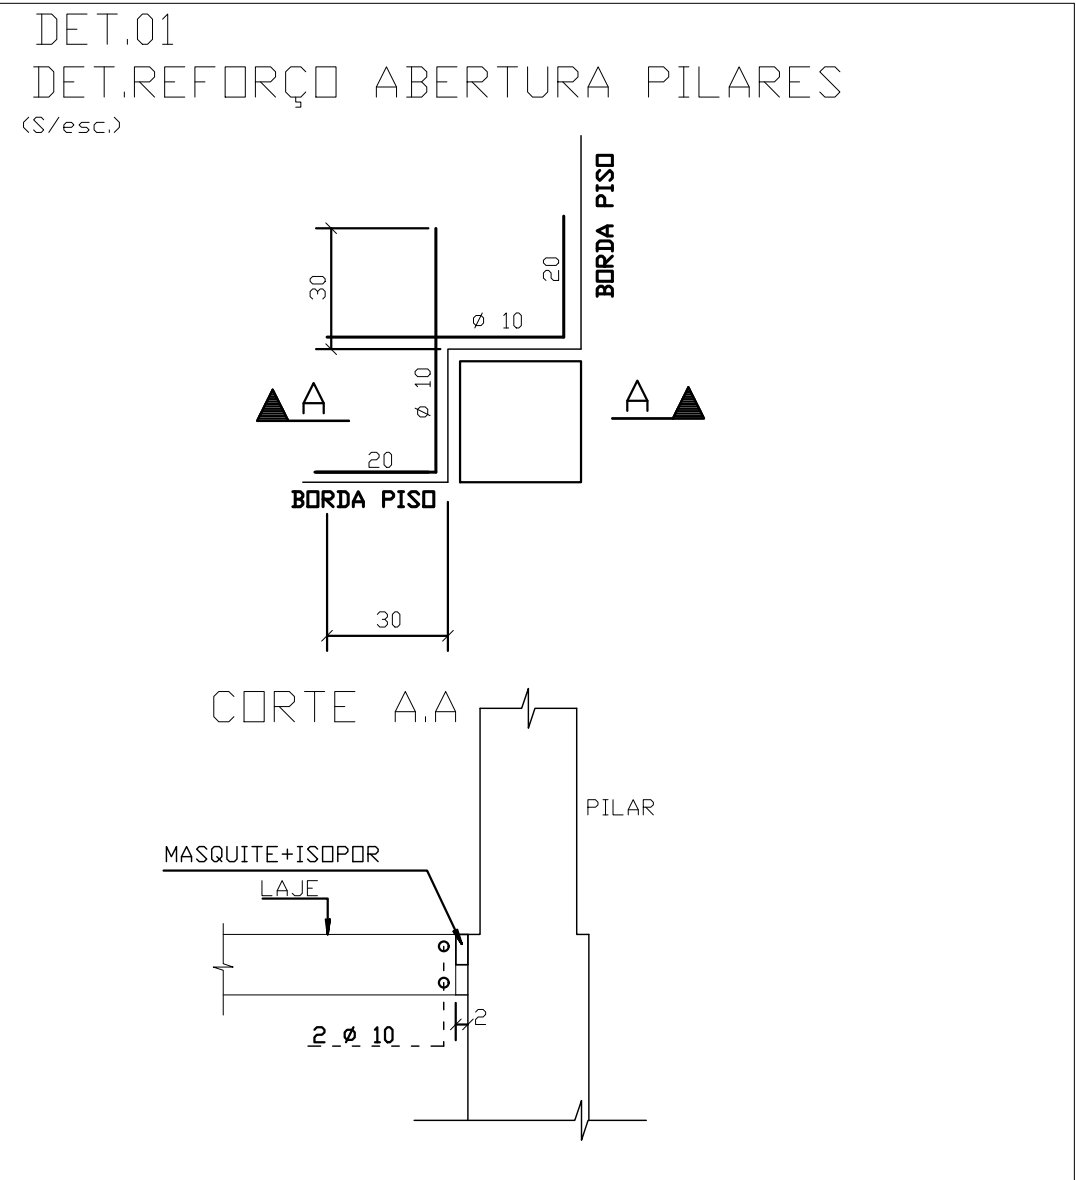 DET.01
DET.REFORÇO ABERTURA PILARES
(S/esc.)
BORDA PISO
20
30
ø 10
ø 10
A
A
20
BORDA PISO
30
CORTE A.A
PILAR
MASQUITE+ISOPOR
LAJE
2
2 ø 10